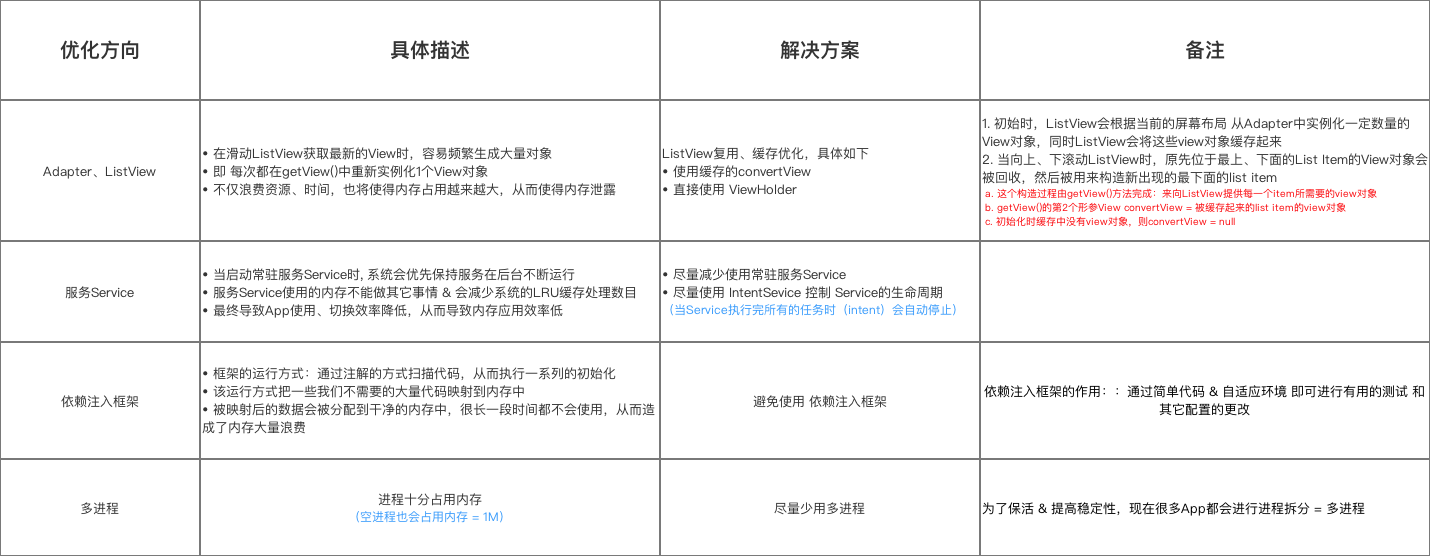 优化方向
具体描述
解决方案
备注
Adapter、ListView
• 在滑动ListView获取最新的View时，容易频繁生成大量对象
• 即 每次都在getView()中重新实例化1个View对象
• 不仅浪费资源、时间，也将使得内存占用越来越大，从而使得内存泄露
ListView复用、缓存优化，具体如下
• 使用缓存的convertView
• 直接使用 ViewHolder
1. 初始时，ListView会根据当前的屏幕布局 从Adapter中实例化一定数量的
View对象，同时ListView会将这些view对象缓存起来
2. 当向上、下滚动ListView时，原先位于最上、下面的List Item的View对象会
被回收，然后被用来构造新出现的最下面的list item
a. 这个构造过程由getView()方法完成：来向ListView提供每一个item所需要的view对象
b. getView()的第2个形参View convertView = 被缓存起来的list item的view对象
c. 初始化时缓存中没有view对象，则convertView = null
服务Service
• 当启动常驻服务Service时, 系统会优先保持服务在后台不断运行
• 服务Service使用的内存不能做其它事情 & 会减少系统的LRU缓存处理数目
• 最终导致App使用、切换效率降低，从而导致内存应用效率低
• 尽量减少使用常驻服务Service
• 尽量使用 IntentSevice 控制 Service的生命周期
（当Service执行完所有的任务时（intent）会自动停止）
依赖注入框架
• 框架的运行方式：通过注解的方式扫描代码，从而执行一系列的初始化
• 该运行方式把一些我们不需要的大量代码映射到内存中
• 被映射后的数据会被分配到干净的内存中，很长一段时间都不会使用，从而造
成了内存大量浪费
避免使用 依赖注入框架
依赖注入框架的作用：：通过简单代码 & 自适应环境 即可进行有用的测试 和
其它配置的更改
多进程
进程十分占用内存
（空进程也会占用内存 = 1M）
尽量少用多进程
为了保活 & 提高稳定性，现在很多App都会进行进程拆分 = 多进程